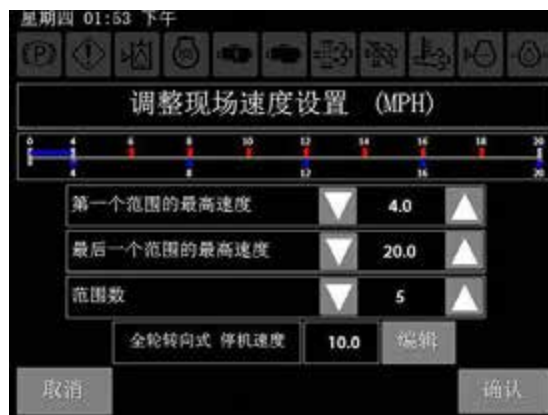 星期四 01:53 下午
调整现场速度设置 (MPH)
0 4 6 8 10 12 14 16 18 20
0 4 8 12 16 20
第一个范围的最高速度 4.0
最后一个范围的最高速度 20.0
范围数 5
全轮转向式 停机速度 10.0 编辑
取消 确认